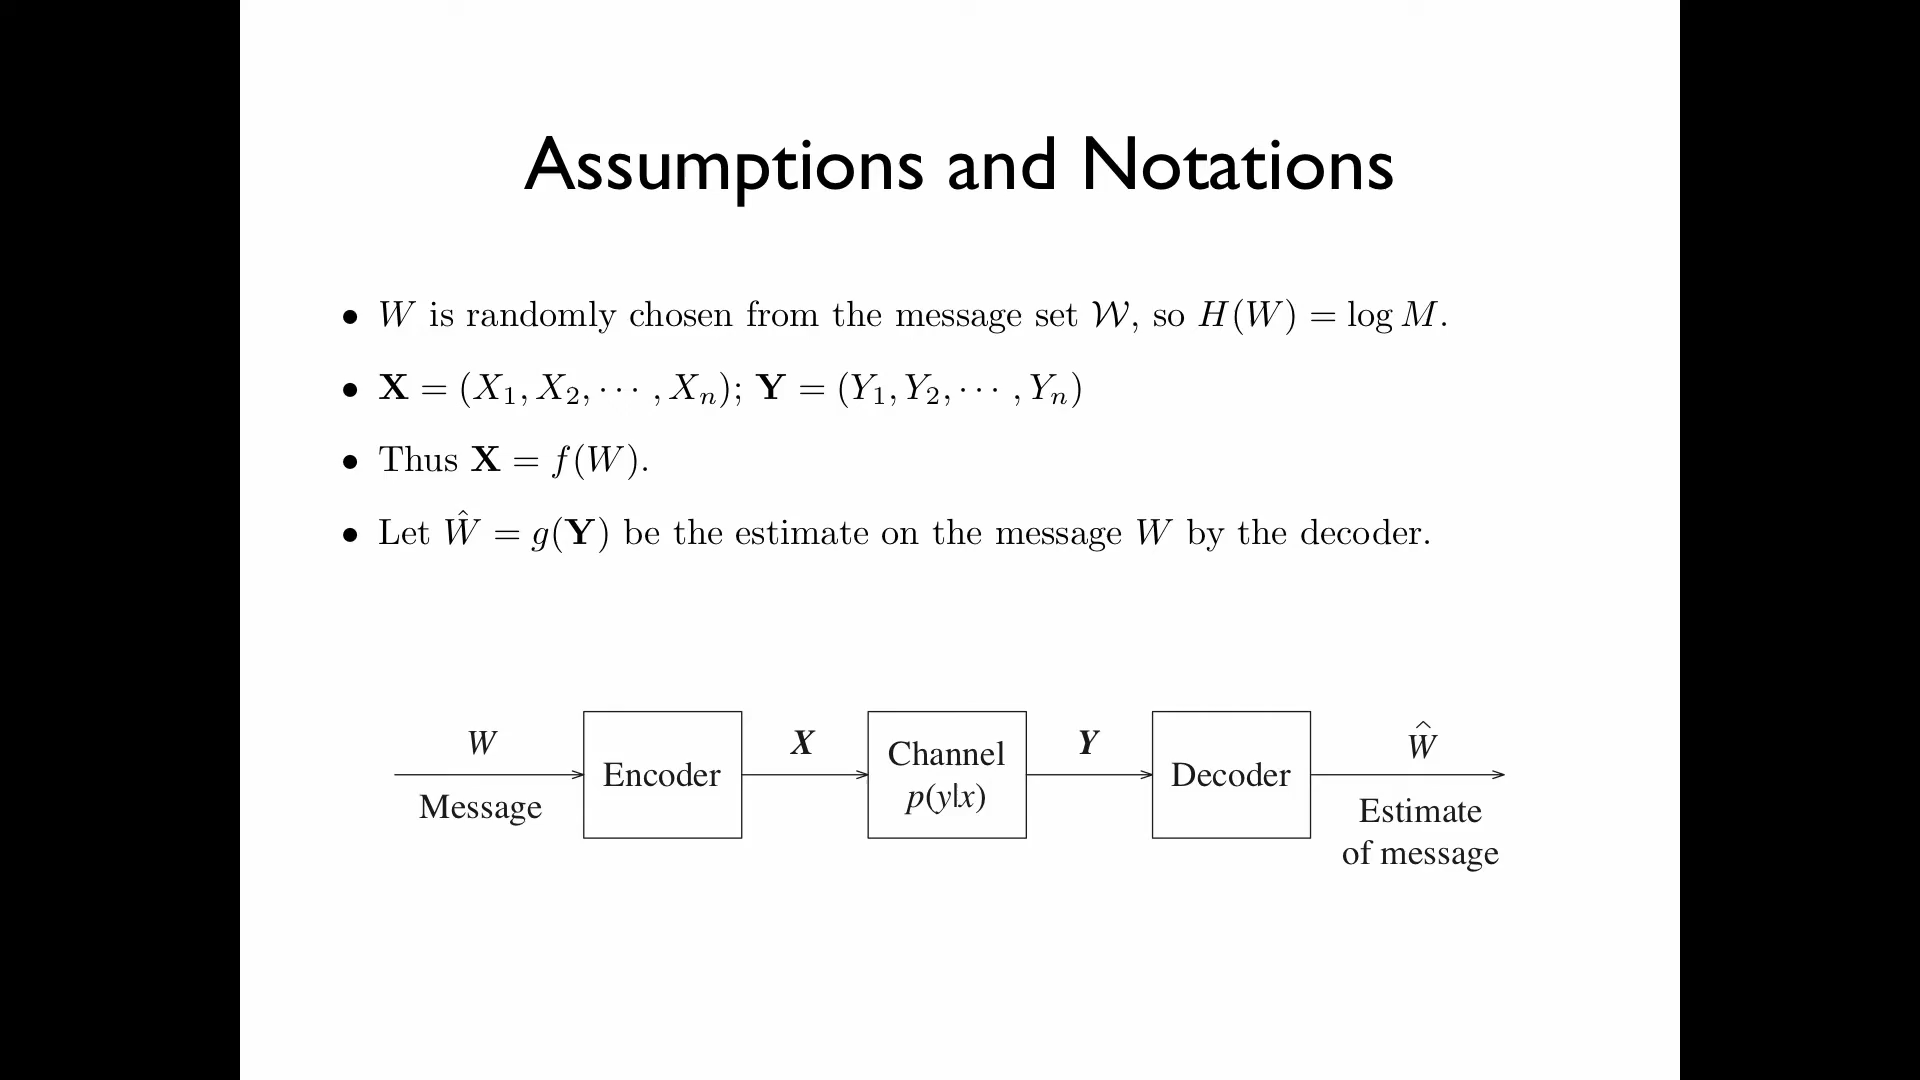 Assumptions and Notations
• W is randomly chosen from the message set 𝒲, so H(W) = log M.
• X = (X₁, X₂, ⋯ , Xₙ); Y = (Y₁, Y₂, ⋯ , Yₙ)
• Thus X = f(W).
• Let Ŵ = g(Y) be the estimate on the message W by the decoder.
W
Message
Encoder
X
Channel
p(y|x)
Y
Decoder
Ŵ
Estimate
of message